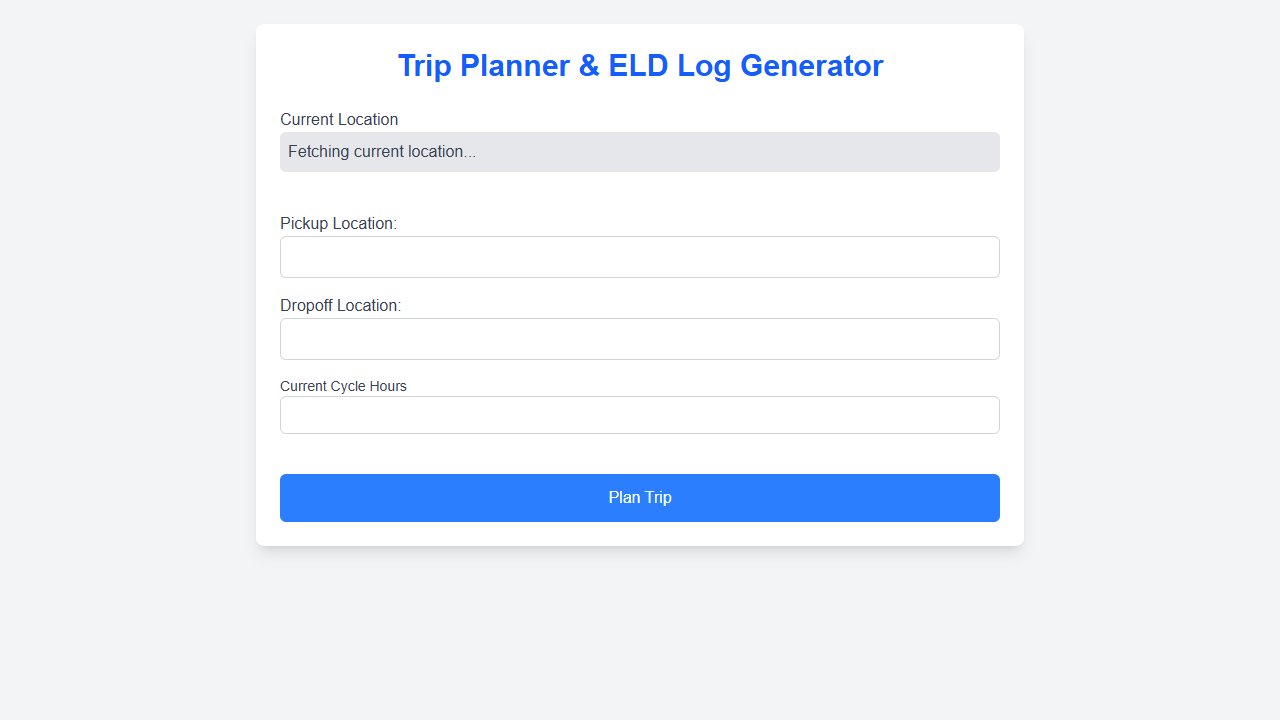 Trip Planner & ELD Log Generator
Current Location
Fetching current location...
Pickup Location:
Dropoff Location:
Current Cycle Hours
Plan Trip